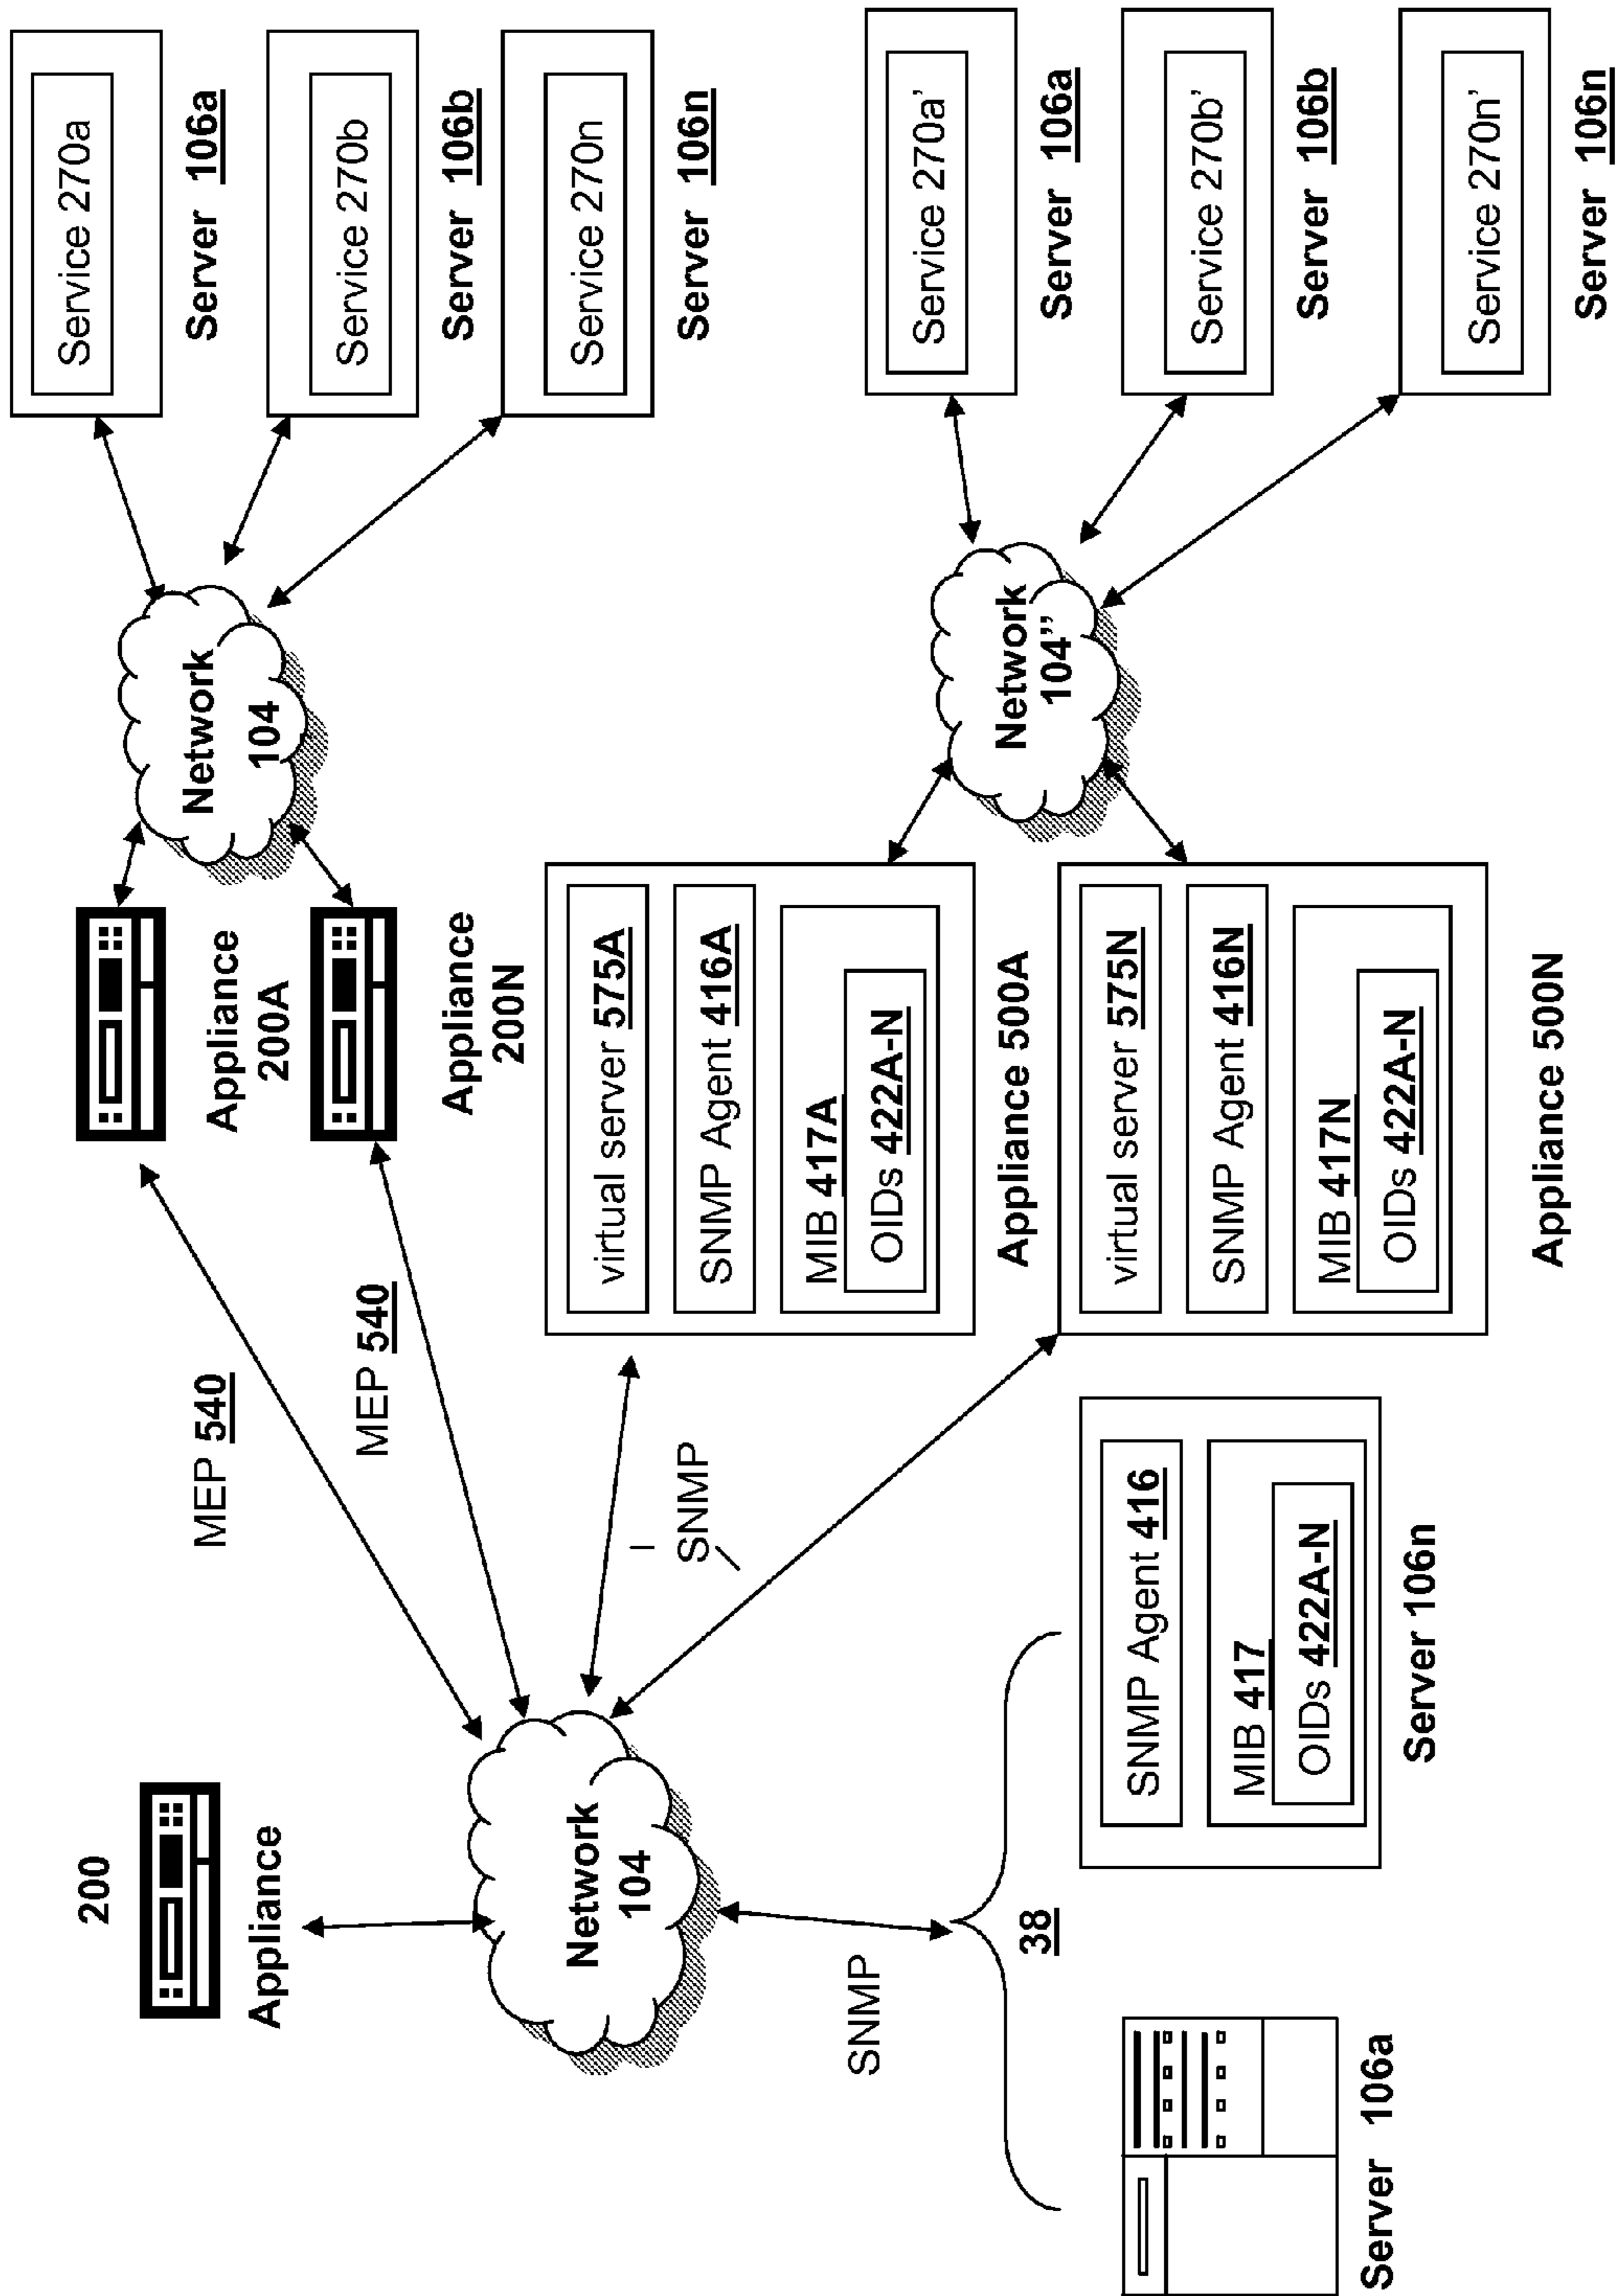 200
Appliance
Network
104
MEP 540
MEP 540
SNMP
SNMP
38
Server 106a
SNMP Agent 416
MIB 417
OIDs 422A-N
Server 106n
Appliance
200A
Appliance
200N
virtual server 575A
SNMP Agent 416A
MIB 417A
OIDs 422A-N
Appliance 500A
virtual server 575N
SNMP Agent 416N
MIB 417N
OIDs 422A-N
Appliance 500N
Network
104
Network
104”
Service 270a
Server 106a
Service 270b
Server 106b
Service 270n
Server 106n
Service 270a’
Server 106a
Service 270b’
Server 106b
Service 270n’
Server 106n